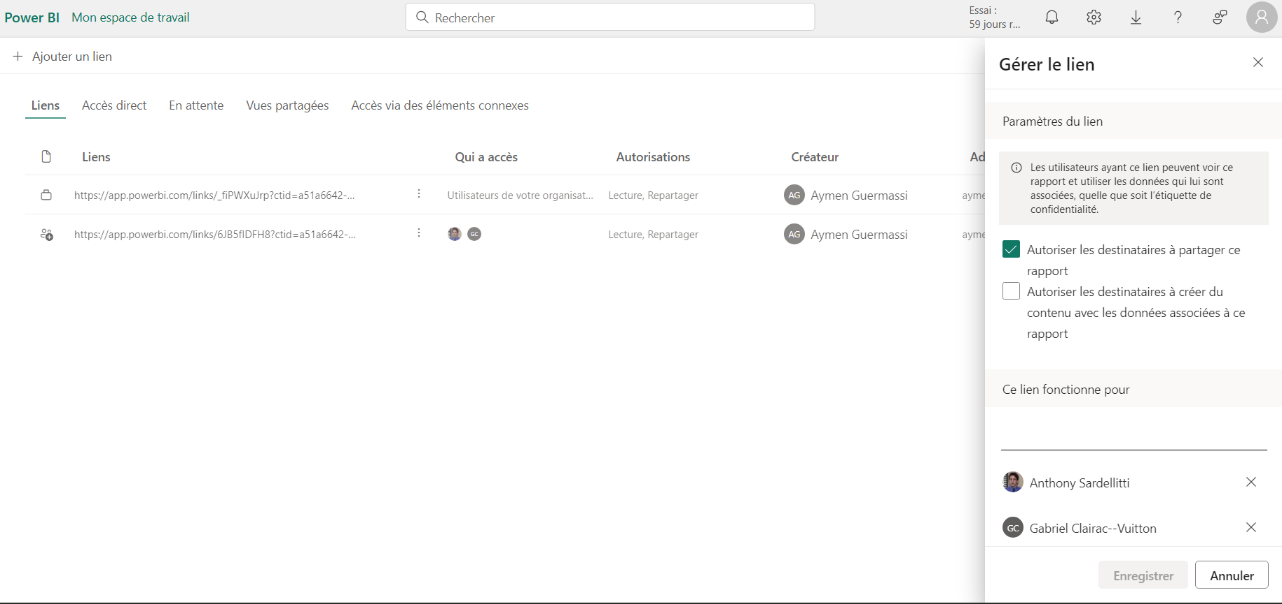 Power BI Mon espace de travail
Rechercher
Essai :
59 jours r...
Ajouter un lien
Liens Accès direct En attente Vues partagées Accès via des éléments connexes
Liens Qui a accès Autorisations Créateur Ad
https://app.powerbi.com/links/_fiPWXuJrp?ctid=a51a6642-... Utilisateurs de votre organisat... Lecture, Repartager AG Aymen Guermassi ayme
https://app.powerbi.com/links/6JB5fIDFH8?ctid=a51a6642-... GC Lecture, Repartager AG Aymen Guermassi ayme
Gérer le lien
Paramètres du lien
Les utilisateurs ayant ce lien peuvent voir ce
rapport et utiliser les données qui lui sont
associées, quelle que soit l'étiquette de
confidentialité.
Autoriser les destinataires à partager ce
rapport
Autoriser les destinataires à créer du
contenu avec les données associées à ce
rapport
Ce lien fonctionne pour
Anthony Sardellitti
GC Gabriel Clairac--Vuitton
Enregistrer Annuler